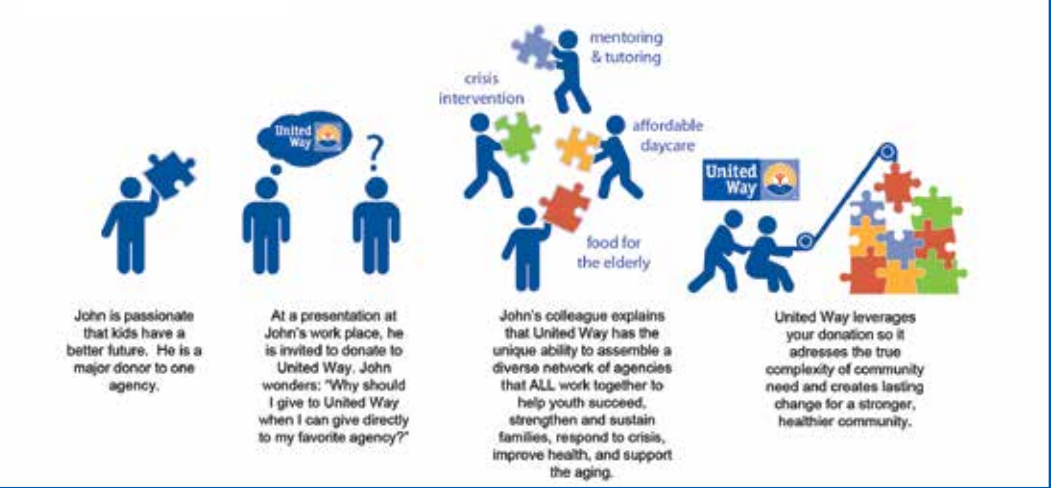 mentoring
& tutoring
crisis
intervention
affordable
daycare
food for
the elderly
United
Way
?
United
Way
John is passionate
that kids have a
better future. He is a
major donor to one
agency.
At a presentation at
John's work place, he
is invited to donate to
United Way. John
wonders: "Why should
I give to United Way
when I can give directly
to my favorite agency?"
John's colleague explains
that United Way has the
unique ability to assemble a
diverse network of agencies
that ALL work together to
help youth succeed,
strengthen and sustain
families, respond to crisis,
improve health, and support
the aging.
United Way leverages
your donation so it
adresses the true
complexity of community
need and creates lasting
change for a stronger,
healthier community.